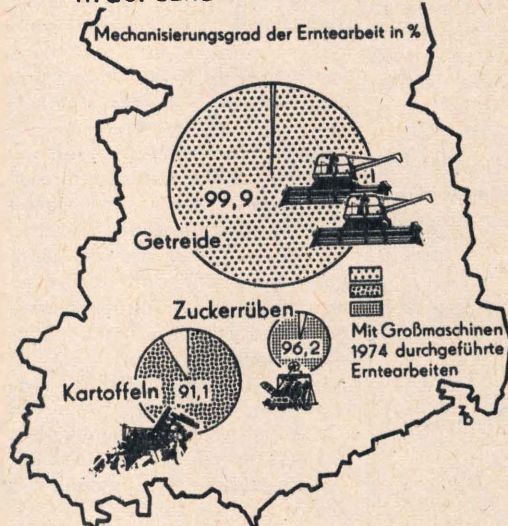 Mechanisierungsgrad der Erntearbeit in %
99,9
Getreide
Zuckerrüben
96,2
Mit Großmaschinen
1974 durchgeführte
Erntearbeiten
Kartoffeln 91,1